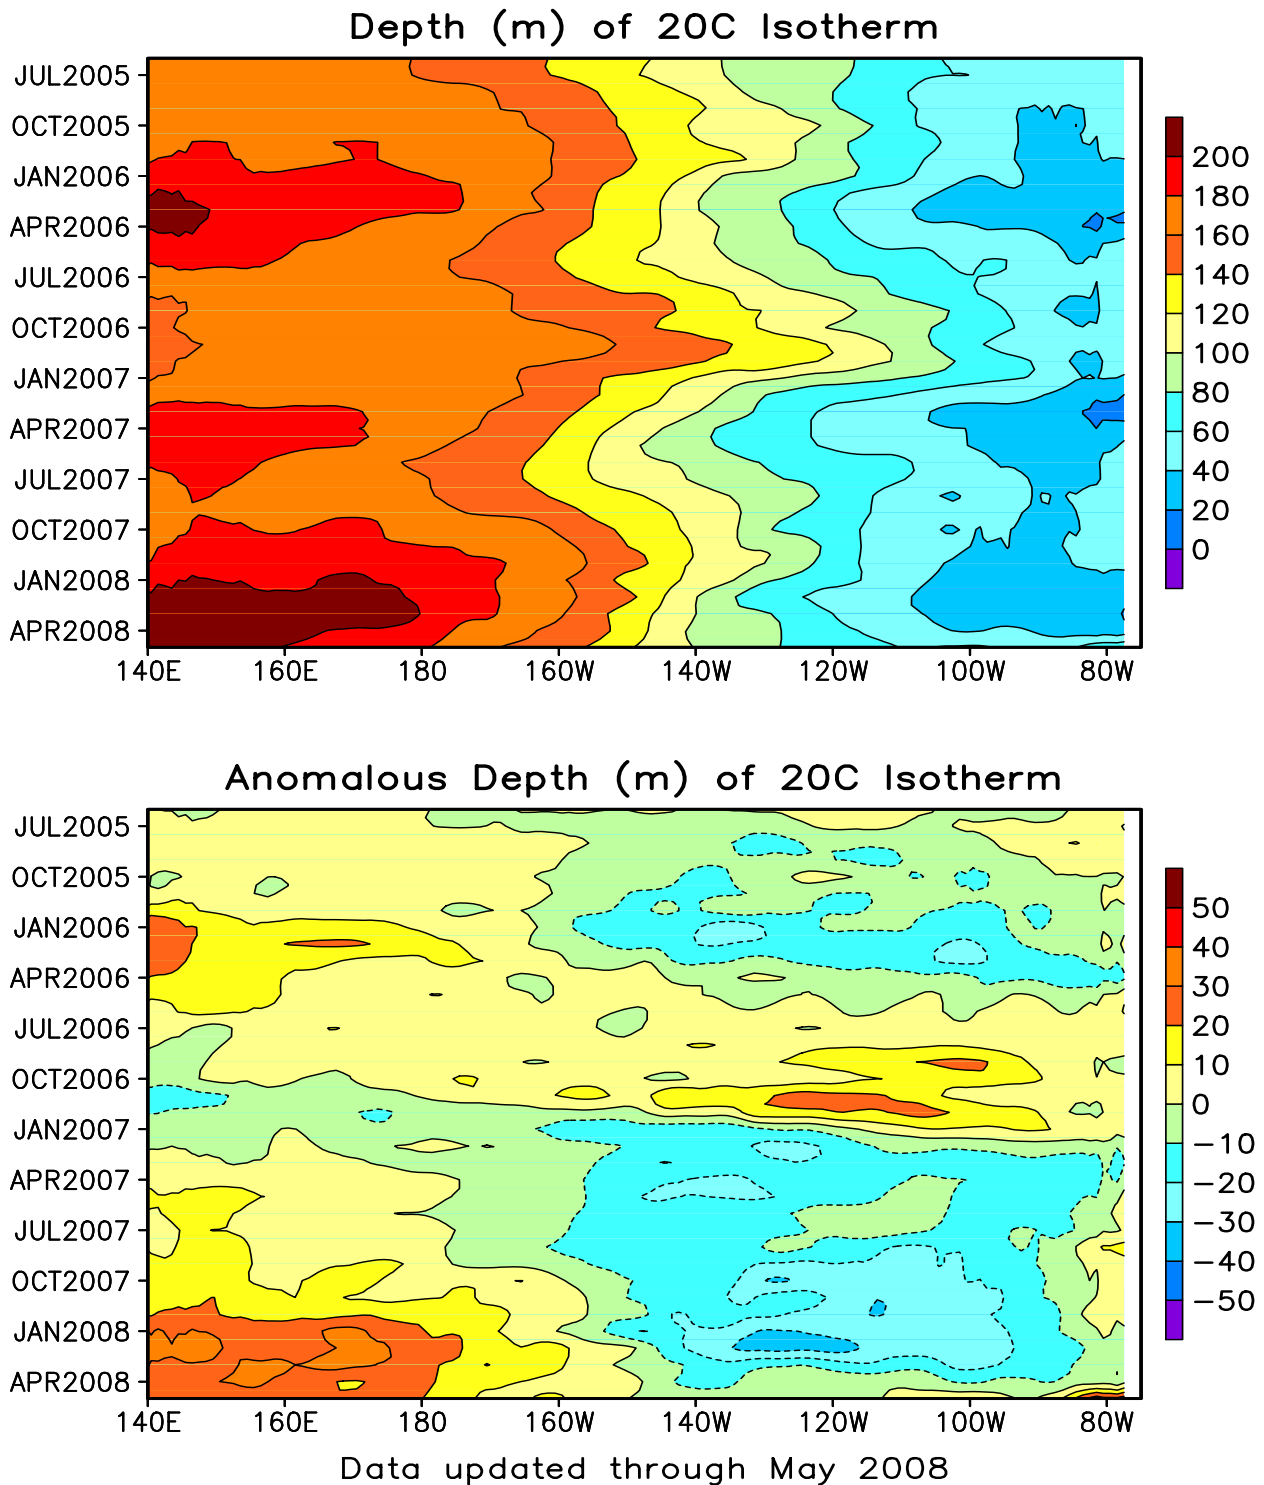 Depth (m) of 20C Isotherm
JUL2005
OCT2005
JAN2006
APR2006
JUL2006
OCT2006
JAN2007
APR2007
JUL2007
OCT2007
JAN2008
APR2008
140E 160E 180 160W 140W 120W 100W 80W
200
180
160
140
120
100
80
60
40
20
0
Anomalous Depth (m) of 20C Isotherm
JUL2005
OCT2005
JAN2006
APR2006
JUL2006
OCT2006
JAN2007
APR2007
JUL2007
OCT2007
JAN2008
APR2008
140E 160E 180 160W 140W 120W 100W 80W
50
40
30
20
10
0
−10
−20
−30
−40
−50
Data updated through May 2008